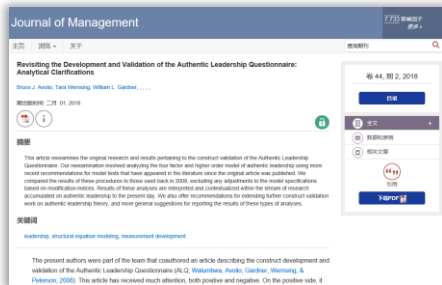 Journal of Management
7.733 影响因子
更多
主页 浏览 关于
查询期刊
Revisiting the Development and Validation of the Authentic Leadership Questionnaire:
Analytical Clarifications
Bruce J. Avolio, Tara Wernsing, William L. Gardner, , , , ,
第出版时间 二月 01, 2018
摘要
This article reexamines the original research and results pertaining to the construct validation of the Authentic Leadership
Questionnaire. Our reexamination involved analyzing the four factor and higher order model of authentic leadership using more
recent recommendations for model tests that have appeared in the literature since the original article was published. We
compared the results of these procedures to those used back in 2008, excluding any adjustments to the model specifications
based on modification indices. Results of these analyses are interpreted and contextualized within the stream of research
accumulated on authentic leadership to the present day. We also offer recommendations for extending further construct validation
work on authentic leadership theory, and more general suggestions for reporting the results of these types of analyses.
关键词
leadership, structural equation modeling, measurement development
The present authors were part of the team that coauthored an article describing the construct development and
validation of the Authentic Leadership Questionnaire (ALQ; Walumbwa, Avolio, Gardner, Wernsing, &
Peterson, 2008). This article has received much attention, both positive and negative. On the positive side, it
卷 44, 期 2, 2018
目录
全文
数据和表格
相关文章
引用
下载PDF